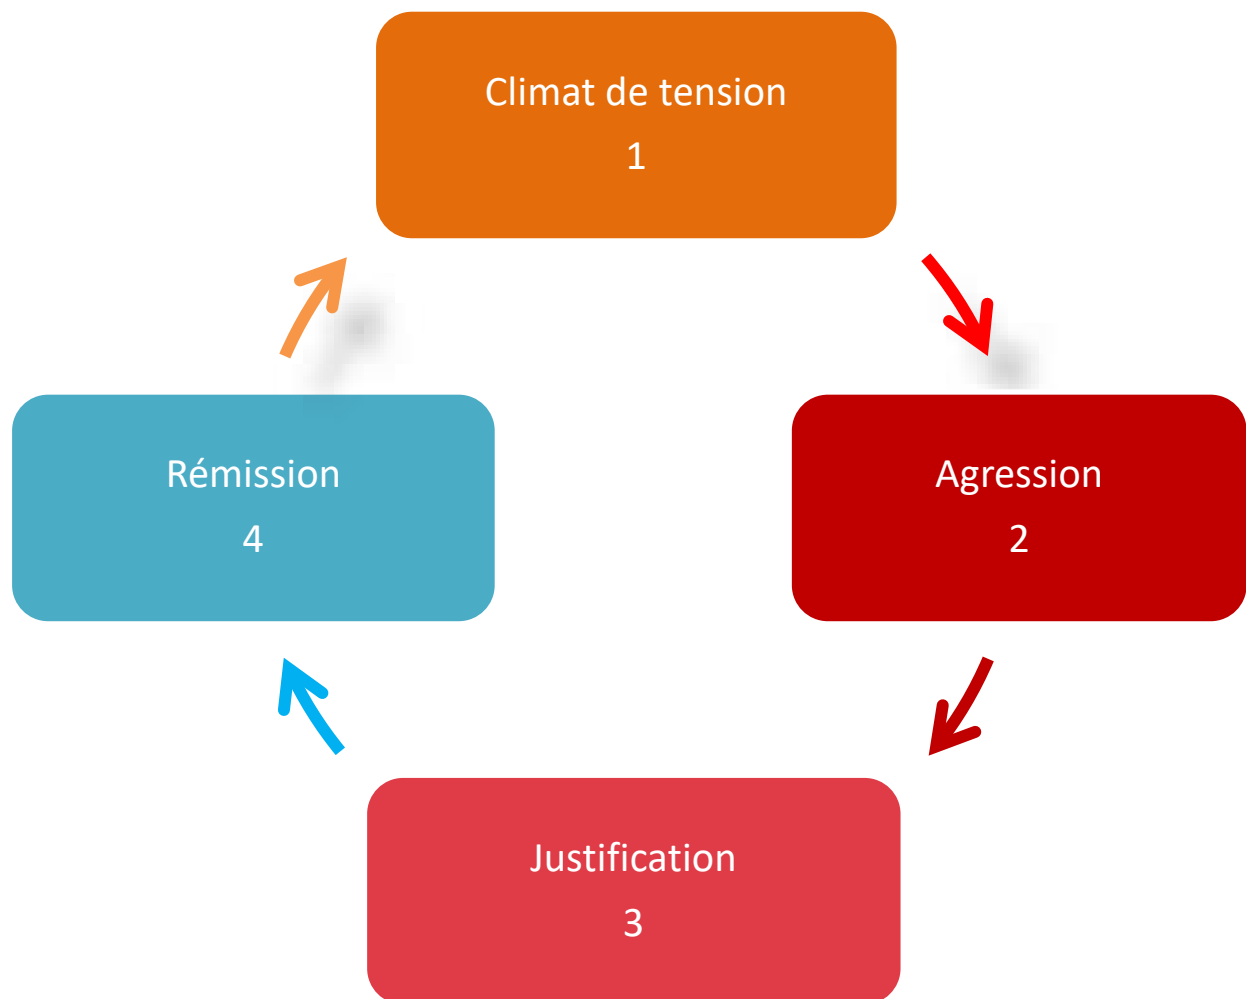 Climat de tension
1
Agression
2
Justification
3
Rémission
4